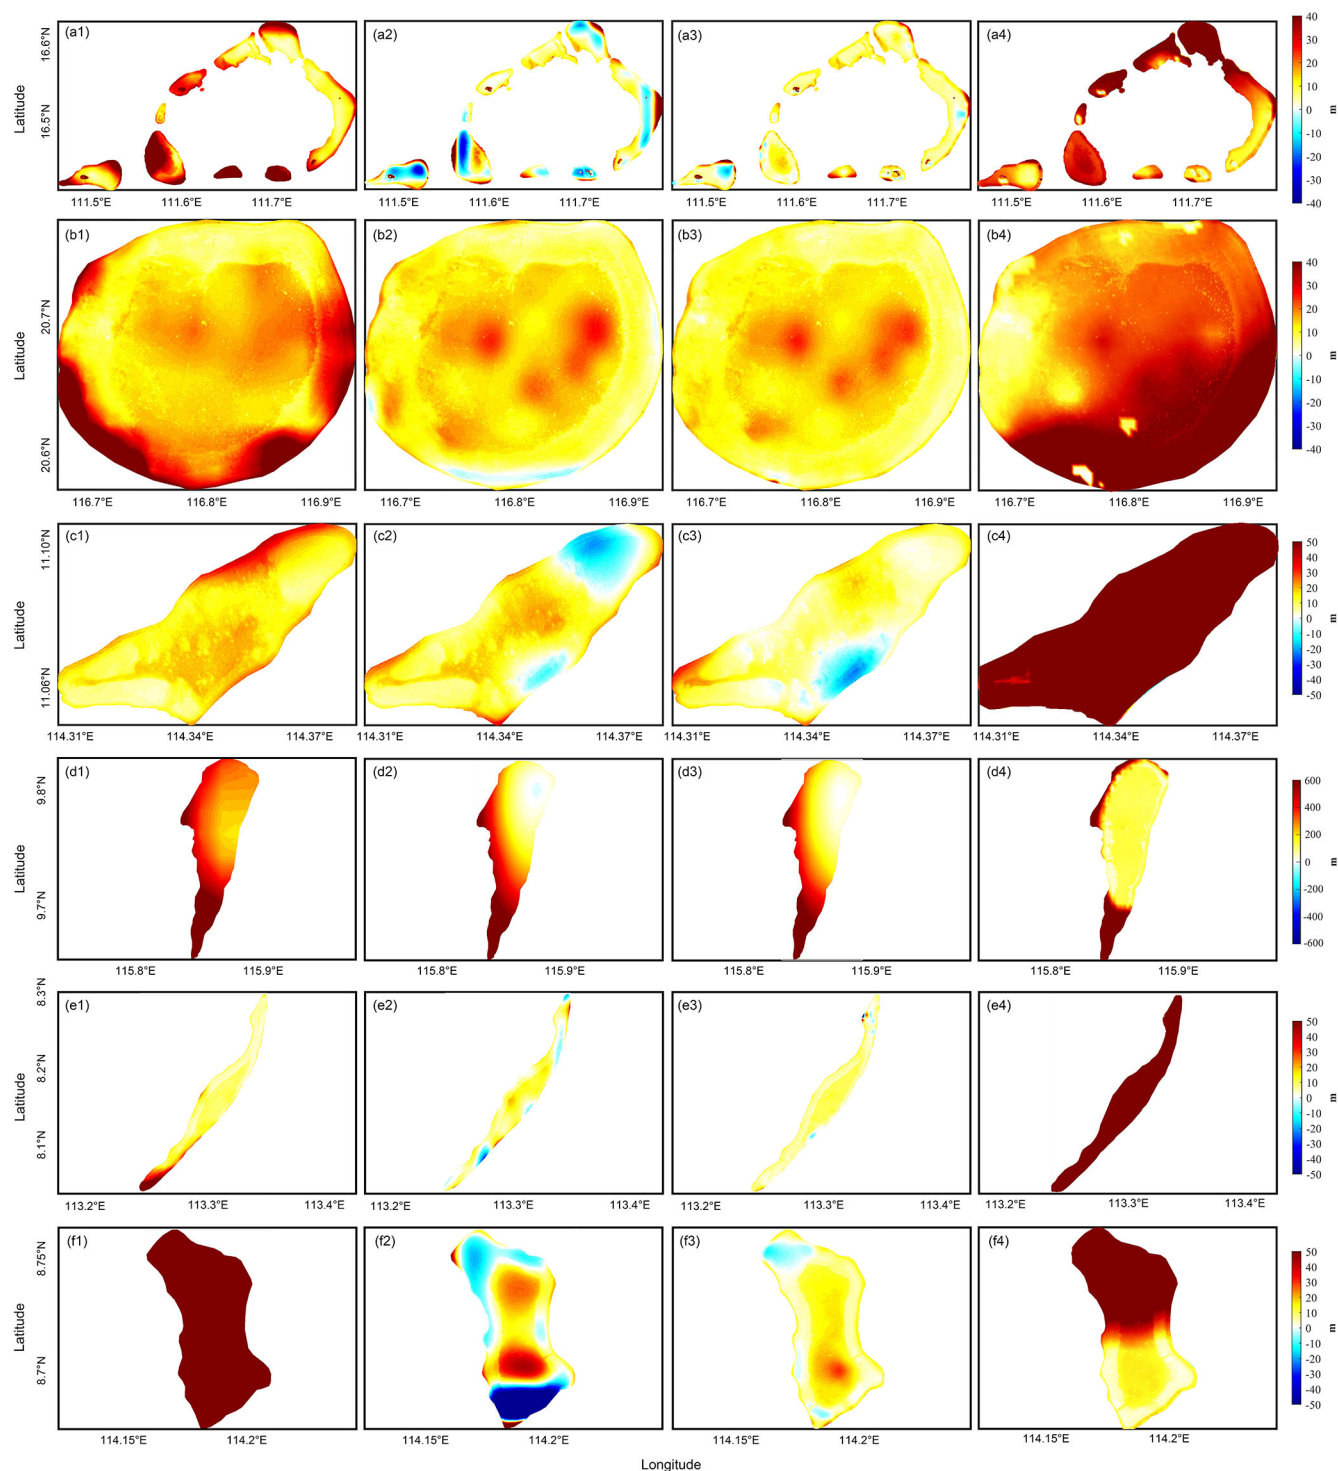 (a1) (a2) (a3) (a4)
Latitude
16.6°N
16.5°N
111.5°E 111.6°E 111.7°E
111.5°E 111.6°E 111.7°E
111.5°E 111.6°E 111.7°E
111.5°E 111.6°E 111.7°E
40
30
20
10
0
-10
-20
-30
-40
m
(b1) (b2) (b3) (b4)
Latitude
20.7°N
20.6°N
116.7°E 116.8°E 116.9°E
116.7°E 116.8°E 116.9°E
116.7°E 116.8°E 116.9°E
116.7°E 116.8°E 116.9°E
40
30
20
10
0
-10
-20
-30
-40
m
(c1) (c2) (c3) (c4)
Latitude
11.10°N
11.06°N
114.31°E 114.34°E 114.37°E
114.31°E 114.34°E 114.37°E
114.31°E 114.34°E 114.37°E
114.31°E 114.34°E 114.37°E
50
40
30
20
10
0
-10
-20
-30
-40
-50
m
(d1) (d2) (d3) (d4)
Latitude
9.8°N
9.7°N
115.8°E 115.9°E
115.8°E 115.9°E
115.8°E 115.9°E
115.8°E 115.9°E
600
400
200
0
-200
-400
-600
m
(e1) (e2) (e3) (e4)
Latitude
8.3°N
8.2°N
8.1°N
113.2°E 113.3°E 113.4°E
113.2°E 113.3°E 113.4°E
113.2°E 113.3°E 113.4°E
113.2°E 113.3°E 113.4°E
50
40
30
20
10
0
-10
-20
-30
-40
-50
m
(f1) (f2) (f3) (f4)
Latitude
8.75°N
8.7°N
114.15°E 114.2°E
114.15°E 114.2°E
114.15°E 114.2°E
114.15°E 114.2°E
50
40
30
20
10
0
-10
-20
-30
-40
-50
m
Longitude